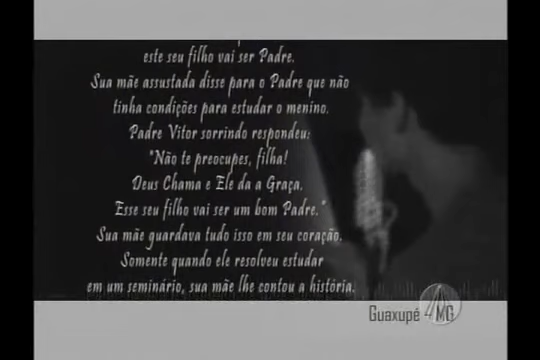 este seu filho vai ser Padre.
Sua mãe assustada disse para o Padre que não
tinha condições para estudar o menino.
Padre Vitor sorrindo respondeu:
"Não te preocupes, filha!
Deus Chama e Ele da a Graça,
Esse seu filho vai ser um bom Padre."
Sua mãe guardava tudo isso em seu coração.
Somente quando ele resolveu estudar
em um seminário, sua mãe lhe contou a história.
Guaxupé - MG